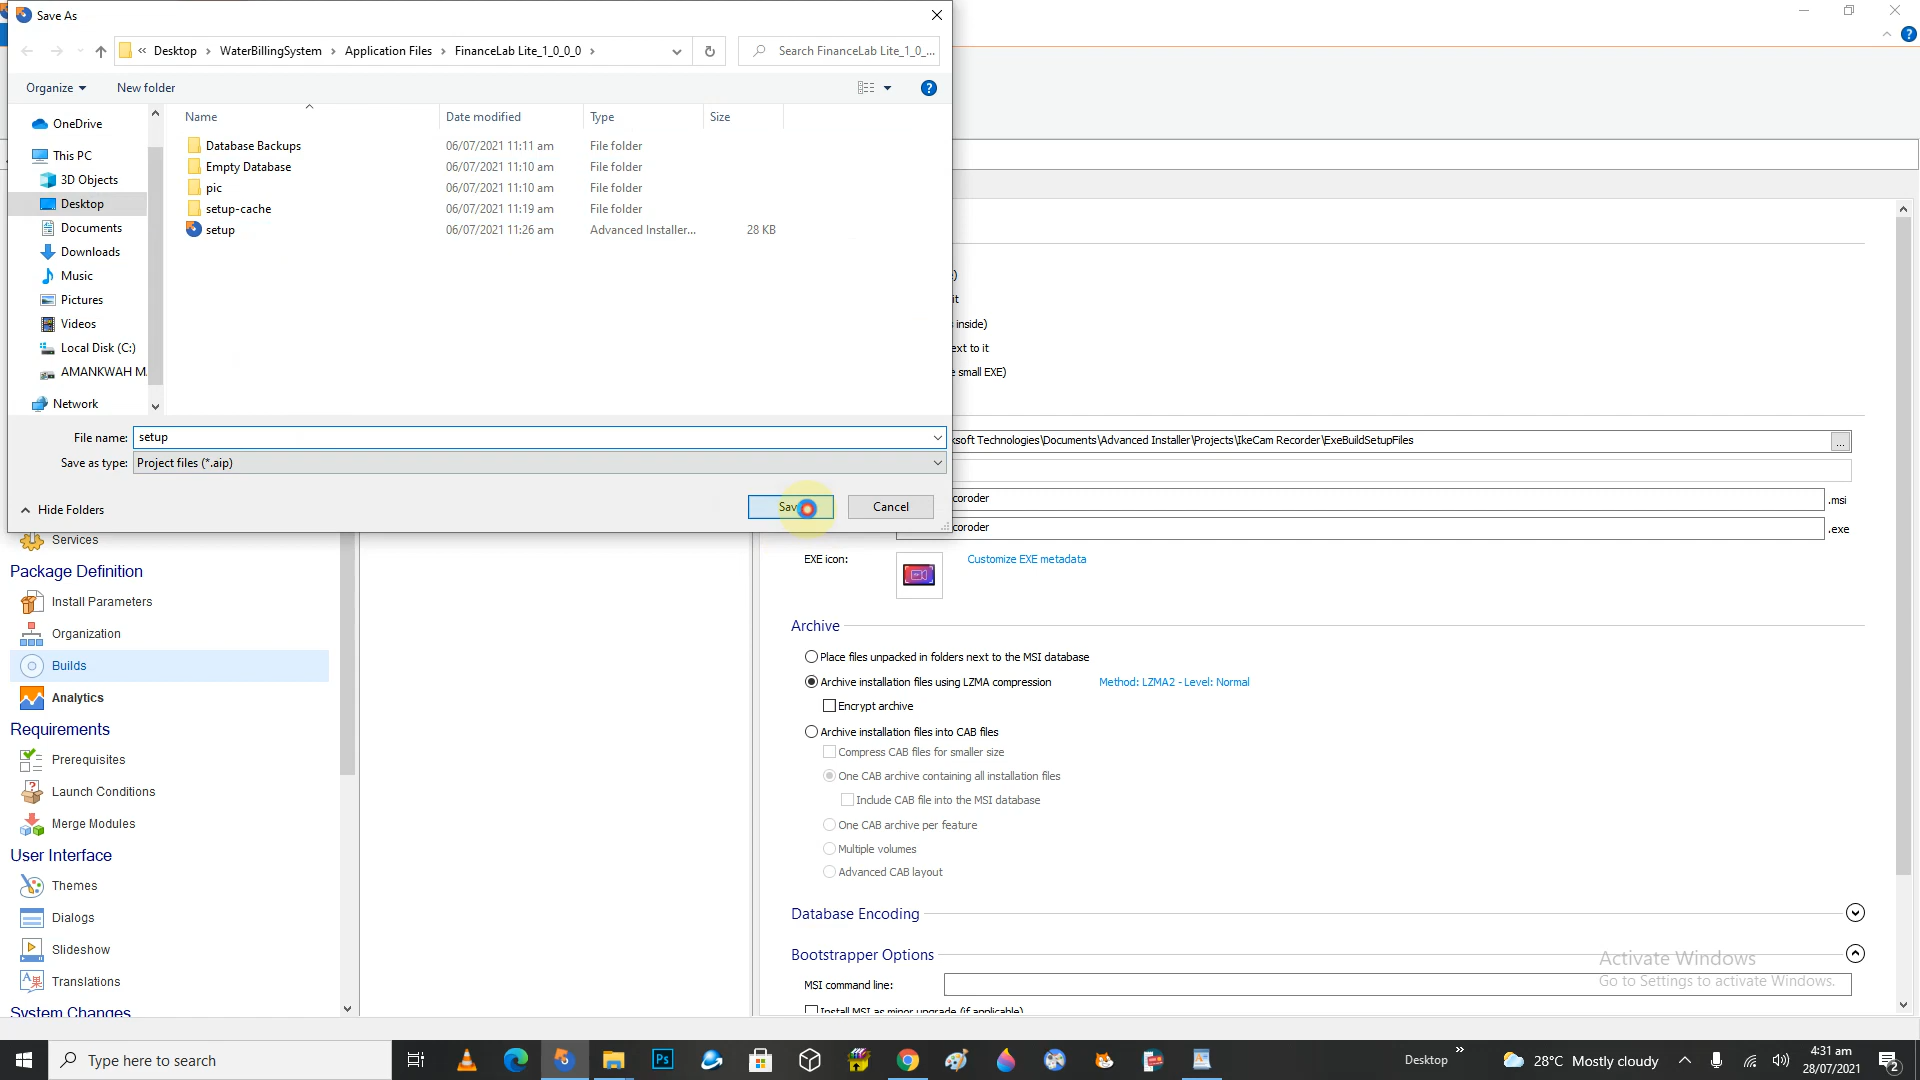 Save As
« Desktop › WaterBillingSystem › Application Files › FinanceLab Lite_1_0_0_0 ›
Search FinanceLab Lite_1_0_...
Organize
New folder
Name
Date modified
Type
Size
OneDrive
This PC
3D Objects
Desktop
Documents
Downloads
Music
Pictures
Videos
Local Disk (C:)
AMANKWAH M
Network
Database Backups 06/07/2021 11:11 am File folder
Empty Database 06/07/2021 11:10 am File folder
pic 06/07/2021 11:10 am File folder
setup-cache 06/07/2021 11:19 am File folder
setup 06/07/2021 11:26 am Advanced Installer... 28 KB
File name: setup
Save as type: Project files (*.aip)
Hide Folders
Cancel
it
inside)
ext to it
small EXE)
ksoft Technologies\Documents\Advanced Installer\Projects\IkeCam Recorder\ExeBuildSetupFiles
...
coroder .msi
coroder .exe
EXE icon:
Customize EXE metadata
Archive
Place files unpacked in folders next to the MSI database
Archive installation files using LZMA compression Method: LZMA2 - Level: Normal
Encrypt archive
Archive installation files into CAB files
Compress CAB files for smaller size
One CAB archive containing all installation files
Include CAB file into the MSI database
One CAB archive per feature
Multiple volumes
Advanced CAB layout
Database Encoding
Bootstrapper Options
MSI command line:
Install MSI as minor upgrade (if applicable)
Activate Windows
Go to Settings to activate Windows.
Services
Package Definition
Install Parameters
Organization
Builds
Analytics
Requirements
Prerequisites
Launch Conditions
Merge Modules
User Interface
Themes
Dialogs
Slideshow
Translations
System Changes
Type here to search
Ps
Desktop
28°C Mostly cloudy
4:31 am
28/07/2021
2